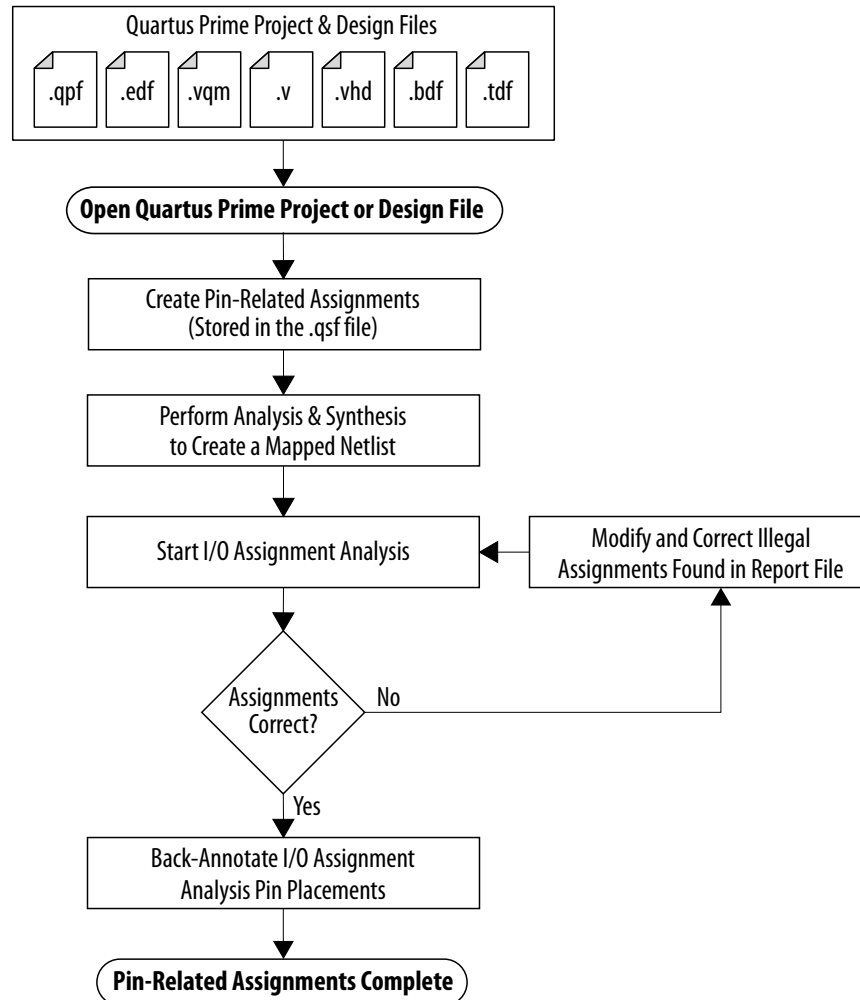 Quartus Prime Project & Design Files
.qpf .edf .vqm .v .vhd .bdf .tdf
Open Quartus Prime Project or Design File
Create Pin-Related Assignments
(Stored in the .qsf file)
Perform Analysis & Synthesis
to Create a Mapped Netlist
Start I/O Assignment Analysis
Modify and Correct Illegal
Assignments Found in Report File
Assignments
Correct?
No
Yes
Back-Annotate I/O Assignment
Analysis Pin Placements
Pin-Related Assignments Complete